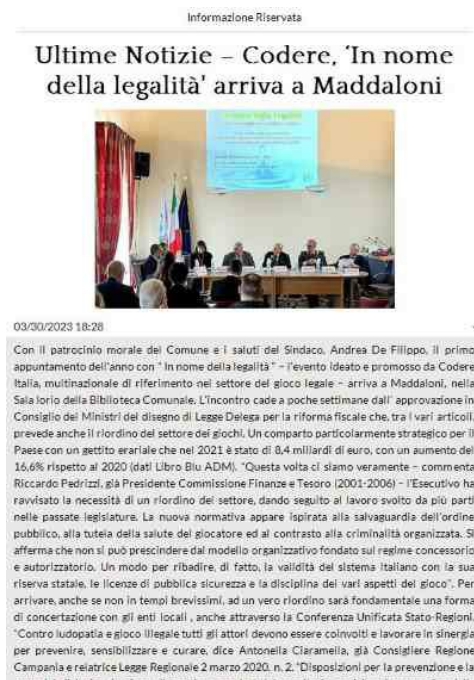 Informazione Riservata
Ultime Notizie – Codere, 'In nome
della legalità' arriva a Maddaloni
03/30/2023 18:28
Con il patrocinio morale del Comune e i saluti del Sindaco, Andrea De Filippo, il primo
appuntamento dell'anno con " In nome della legalità " – l'evento ideato e promosso da Codere
Italia, multinazionale di riferimento nel settore del gioco legale – arriva a Maddaloni, nella
Sala Iorio della Biblioteca Comunale. L'incontro cade a poche settimane dall' approvazione in
Consiglio dei Ministri del disegno di Legge Delega per la riforma fiscale che, tra i vari articoli,
prevede anche il riordino del settore dei giochi. Un comparto particolarmente strategico per il
Paese con un gettito erariale che nel 2021 è stato di 8,4 miliardi di euro, con un aumento del
16,6% rispetto al 2020 (dati Libro Blu ADM). "Questa volta ci siamo veramente – commenta
Riccardo Pedrizzi, già Presidente Commissione Finanze e Tesoro (2001-2006) – l'Esecutivo ha
ravvisato la necessità di un riordino del settore, dando seguito al lavoro svolto da più parti
nelle passate legislature. La nuova normativa appare ispirata alla salvaguardia dell'ordine
pubblico, alla tutela della salute del giocatore ed al contrasto alla criminalità organizzata. Si
afferma che non si può prescindere dal modello organizzativo fondato sul regime concessorio
e autorizzatorio. Un modo per ribadire, di fatto, la validità del sistema italiano con la sua
riserva statale, le licenze di pubblica sicurezza e la disciplina dei vari aspetti del gioco". Per
arrivare, anche se non in tempi brevissimi, ad un vero riordino sarà fondamentale una forma
di concertazione con gli enti locali , anche attraverso la Conferenza Unificata Stato-Regioni.
"Contro ludopatia e gioco illegale tutti gli attori devono essere coinvolti e lavorare in sinergia
per prevenire, sensibilizzare e curare, dice Antonella Ciaramella, già Consigliere Regione
Campania e relatrice Legge Regionale 2 marzo 2020, n. 2. "Disposizioni per la prevenzione e la